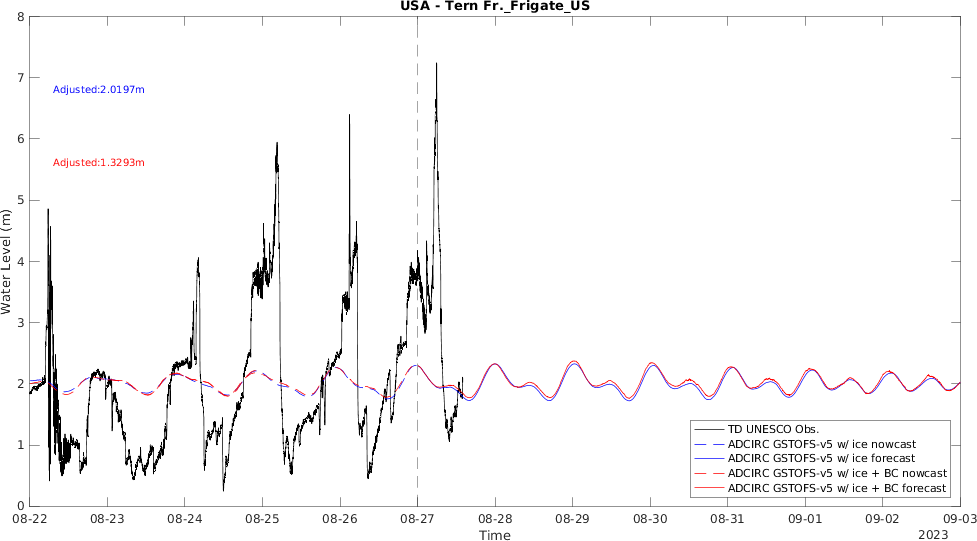 USA - Tern Fr._Frigate_US
8
7
6
5
4
3
2
1
0
Water Level (m)
Adjusted:2.0197m
Adjusted:1.3293m
TD UNESCO Obs.
ADCIRC GSTOFS-v5 w/ ice nowcast
ADCIRC GSTOFS-v5 w/ ice forecast
ADCIRC GSTOFS-v5 w/ ice + BC nowcast
ADCIRC GSTOFS-v5 w/ ice + BC forecast
08-22 08-23 08-24 08-25 08-26 08-27 08-28 08-29 08-30 08-31 09-01 09-02 09-03
Time
2023